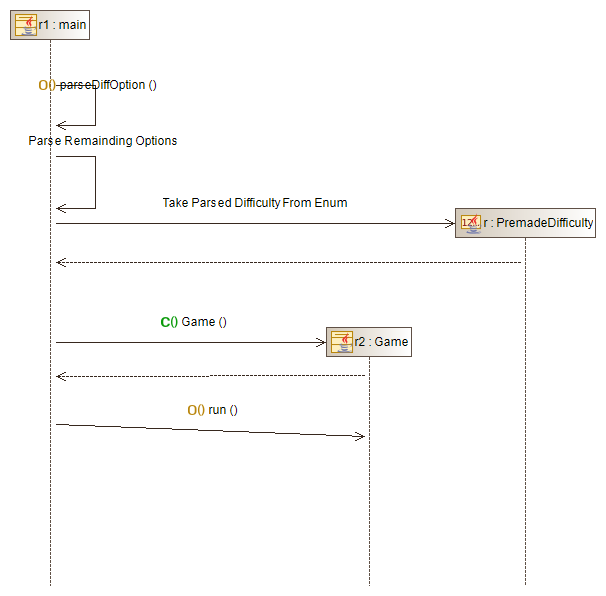 r1 : main
O() parseDiffOption ()
Parse Remainding Options
Take Parsed Difficulty From Enum
r : PremadeDifficulty
C() Game ()
r2 : Game
O() run ()